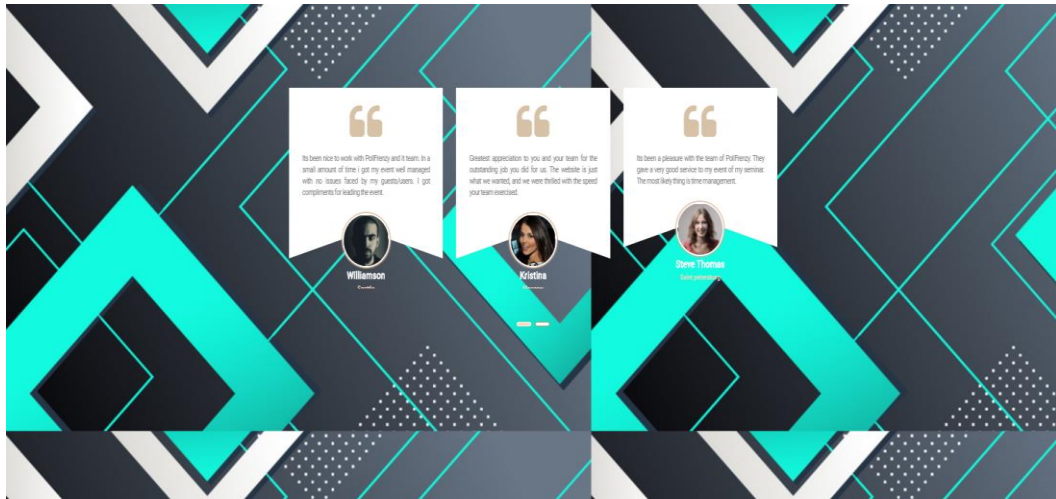 Its been nice to work with PoliFrenzy and it team. In a
small amount of time i got my event well managed
with no issues faced by my guests/users. I got
compliments for leading the event.
Williamson
Greatest appreciation to you and your team for the
outstanding job you did for us. The website is just
what we wanted, and we were thrilled with the speed
your team exercised.
Kristina
Its been a pleasure with the team of PoliFrenzy. They
gave a very good service to my event of my seminar.
The most likely thing is time management.
Steve Thomas
Saint petersburg